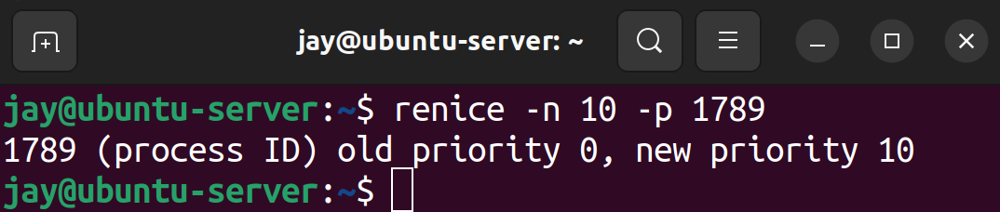 jay@ubuntu-server: ~
jay@ubuntu-server:~$ renice -n 10 -p 1789
1789 (process ID) old priority 0, new priority 10
jay@ubuntu-server:~$